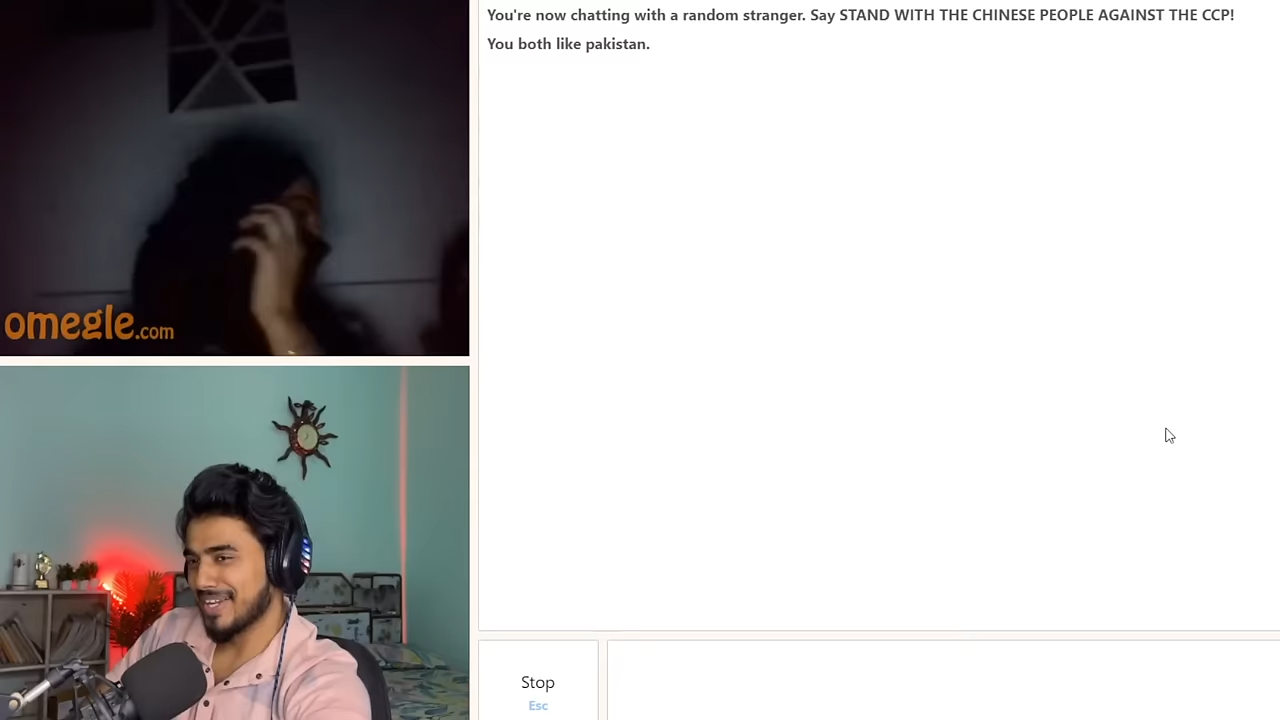 You're now chatting with a random stranger. Say STAND WITH THE CHINESE PEOPLE AGAINST THE CCP!
You both like pakistan.
omegle.com
Stop
Esc